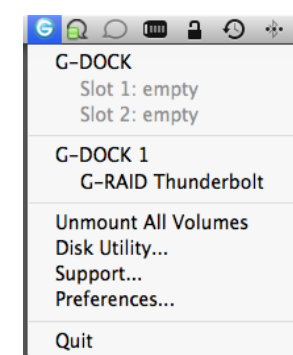 G
G-DOCK
Slot 1: empty
Slot 2: empty
G-DOCK 1
G-RAID Thunderbolt
Unmount All Volumes
Disk Utility...
Support...
Preferences...
Quit